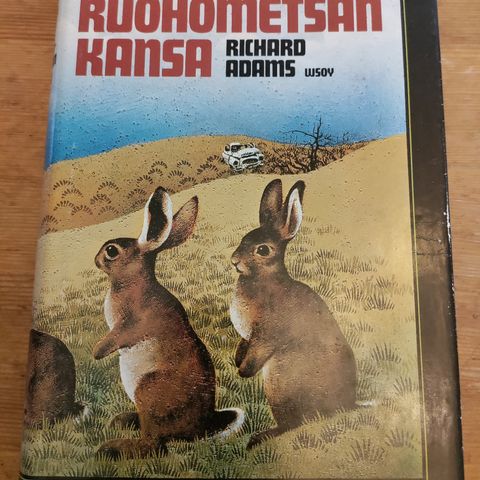 RUOHOMETSÄN
KANSA
RICHARD
ADAMS WSOY